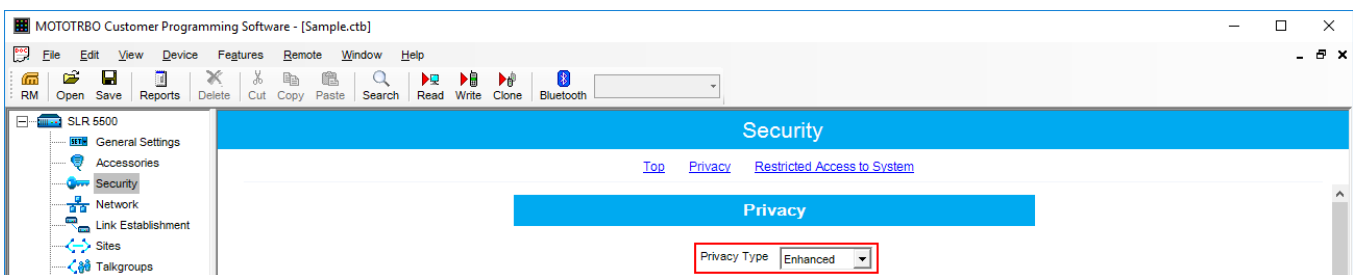 MOTOTRBO Customer Programming Software - [Sample.ctb]
File Edit View Device Features Remote Window Help
RM Open Save Reports Delete Cut Copy Paste Search Read Write Clone Bluetooth
SLR 5500
General Settings
Accessories
Security
Network
Link Establishment
Sites
Talkgroups
Security
Top Privacy Restricted Access to System
Privacy
Privacy Type Enhanced